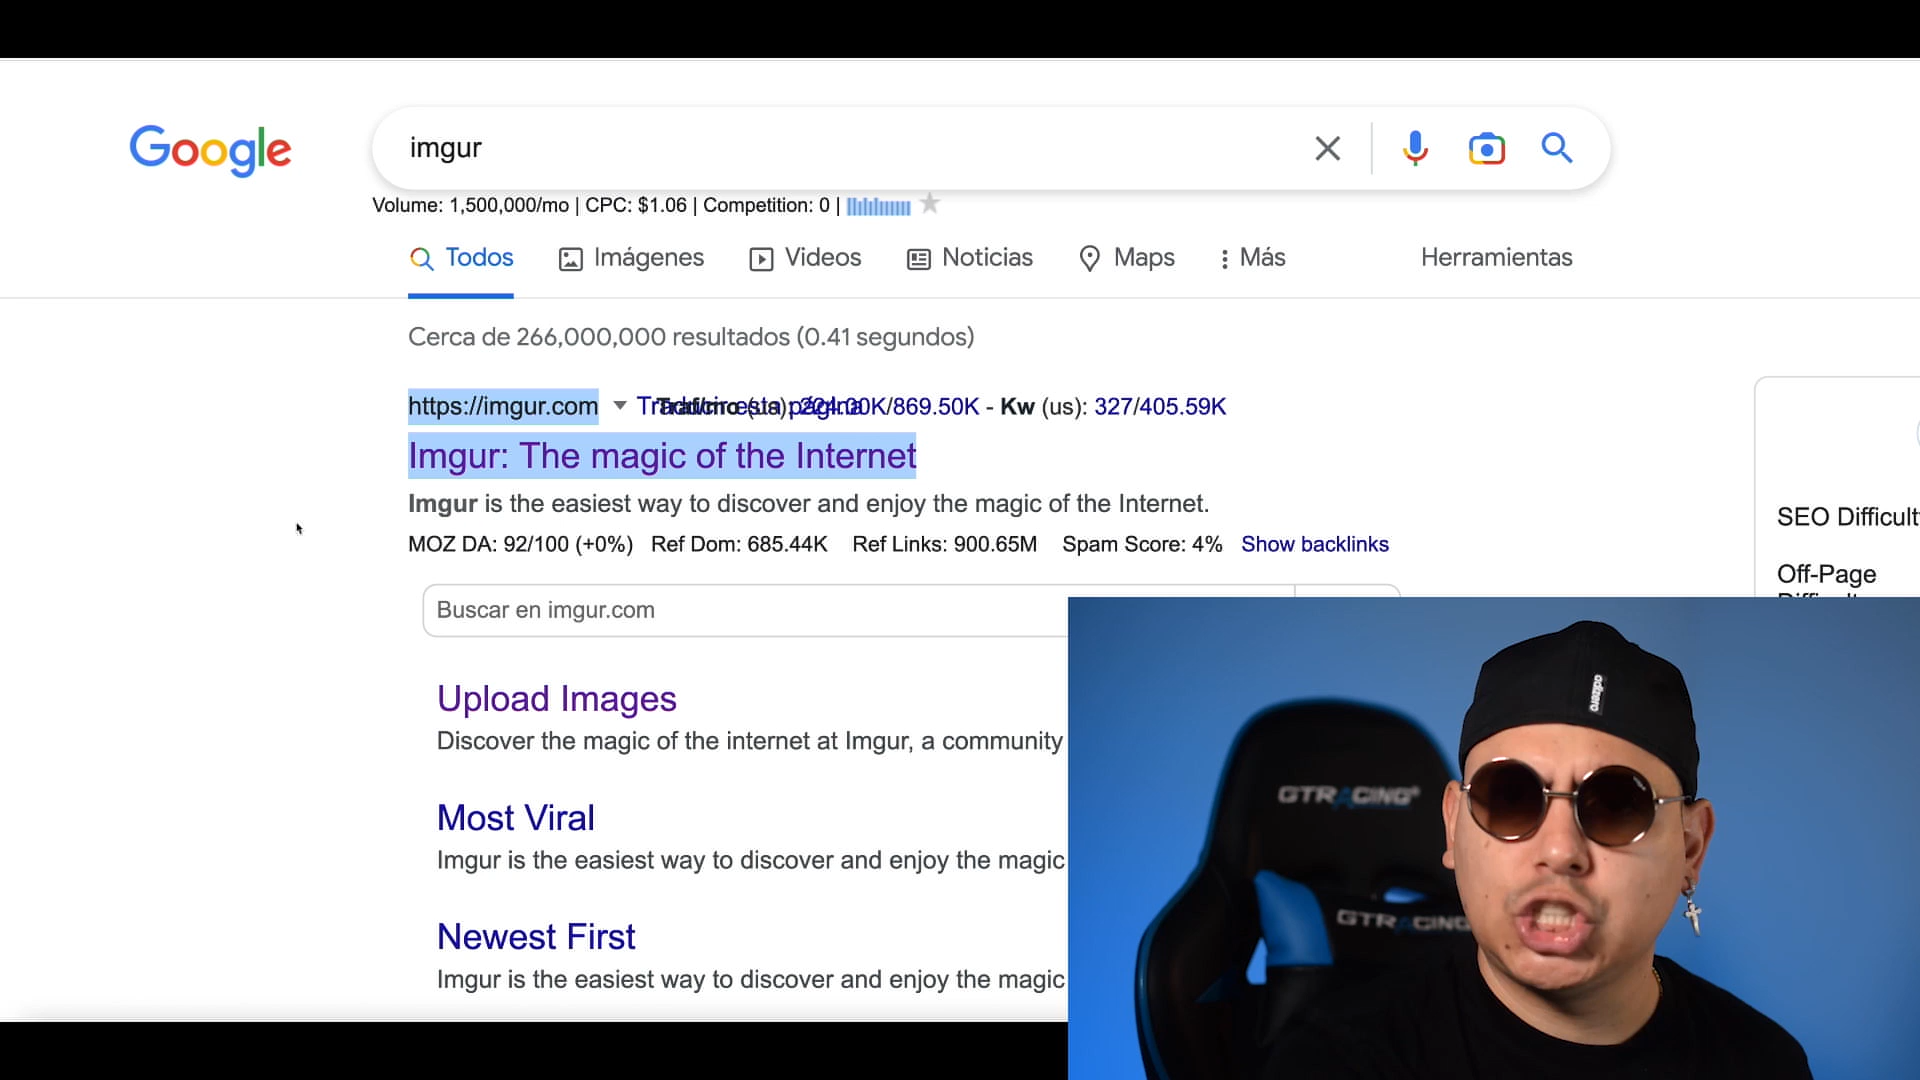 Google
imgur
Volume: 1,500,000/mo | CPC: $1.06 | Competition: 0 |
Todos
Imágenes
Videos
Noticias
Maps
Más
Herramientas
Cerca de 266,000,000 resultados (0.41 segundos)
https://imgur.com Traducir esta página /869.50K - Kw (us): 327/405.59K
Imgur: The magic of the Internet
Imgur is the easiest way to discover and enjoy the magic of the Internet.
MOZ DA: 92/100 (+0%) Ref Dom: 685.44K Ref Links: 900.65M Spam Score: 4% Show backlinks
SEO Difficult
Off-Page
Buscar en imgur.com
Upload Images
Discover the magic of the internet at Imgur, a community
Most Viral
Imgur is the easiest way to discover and enjoy the magic
Newest First
Imgur is the easiest way to discover and enjoy the magic
GTRACING
GTRACING